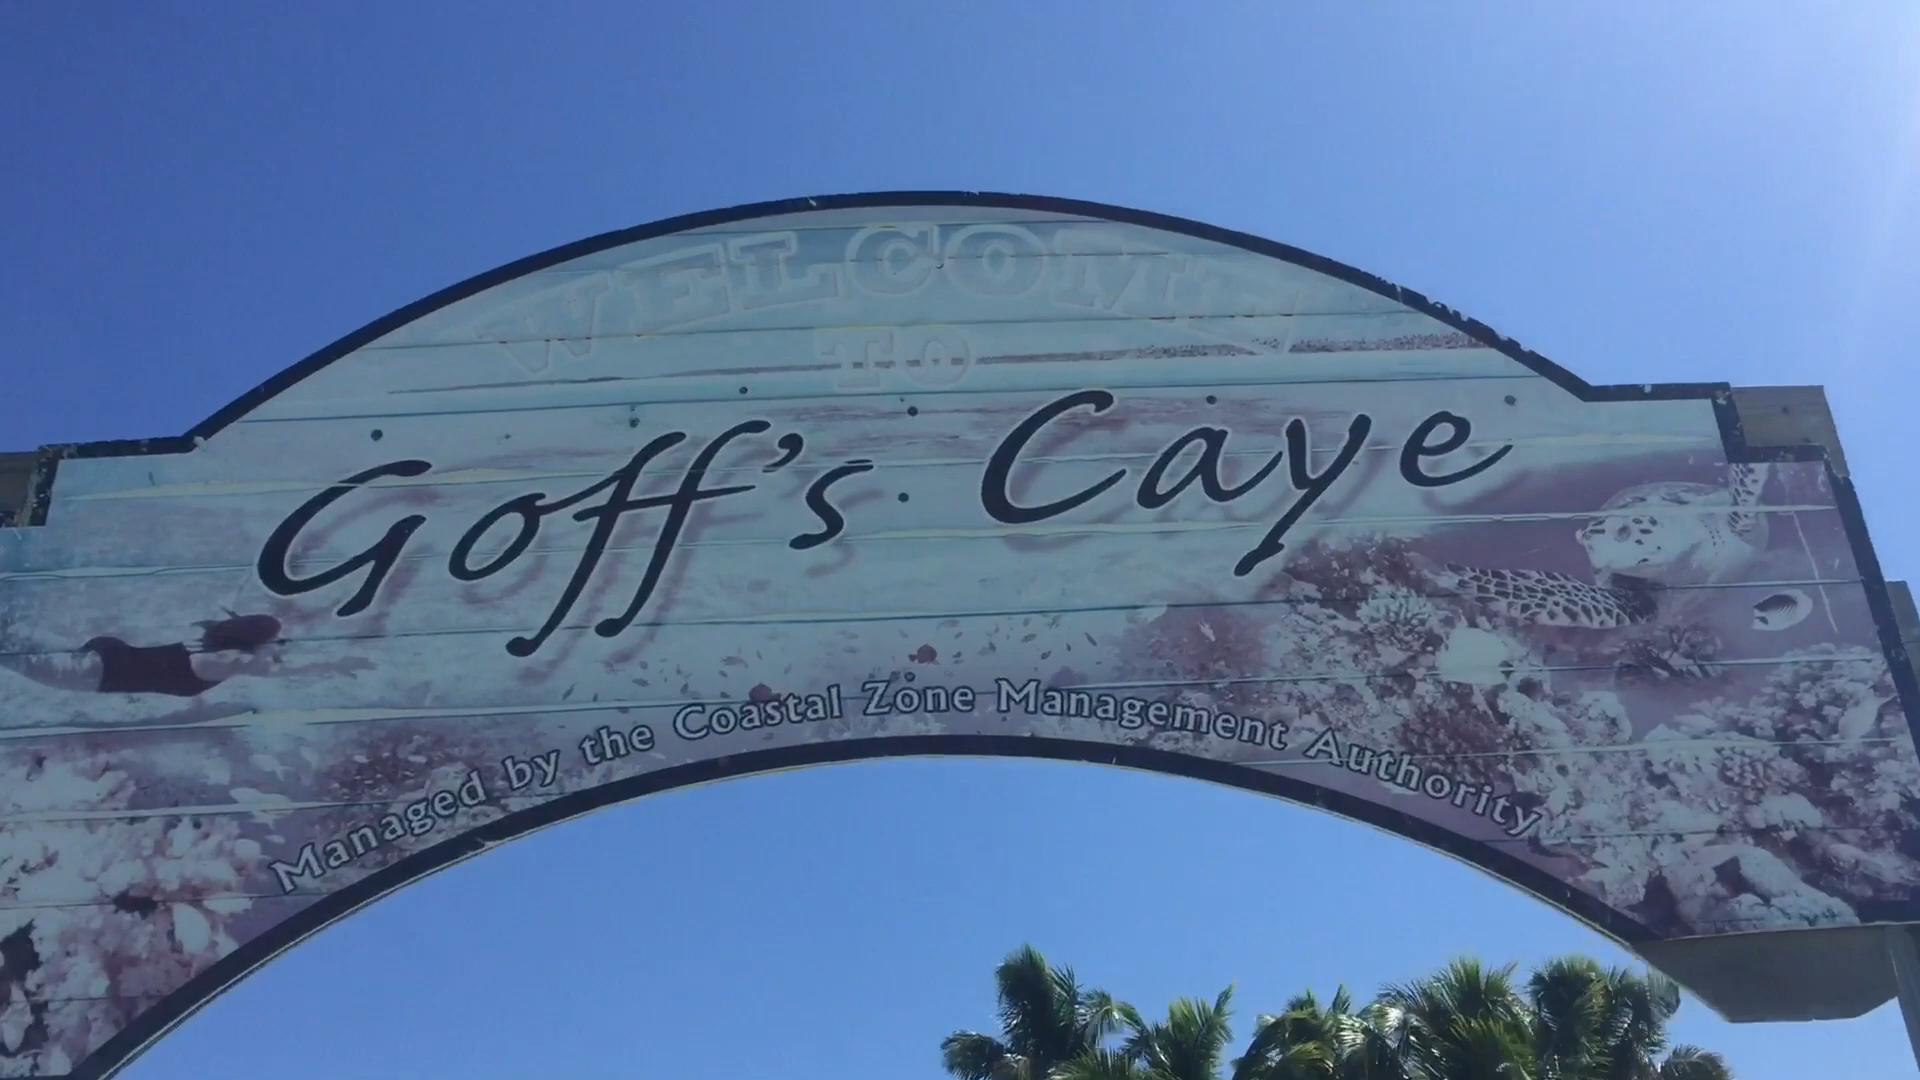 WELCOME
TO
Goff's Caye
Managed by the Coastal Zone Management Authority